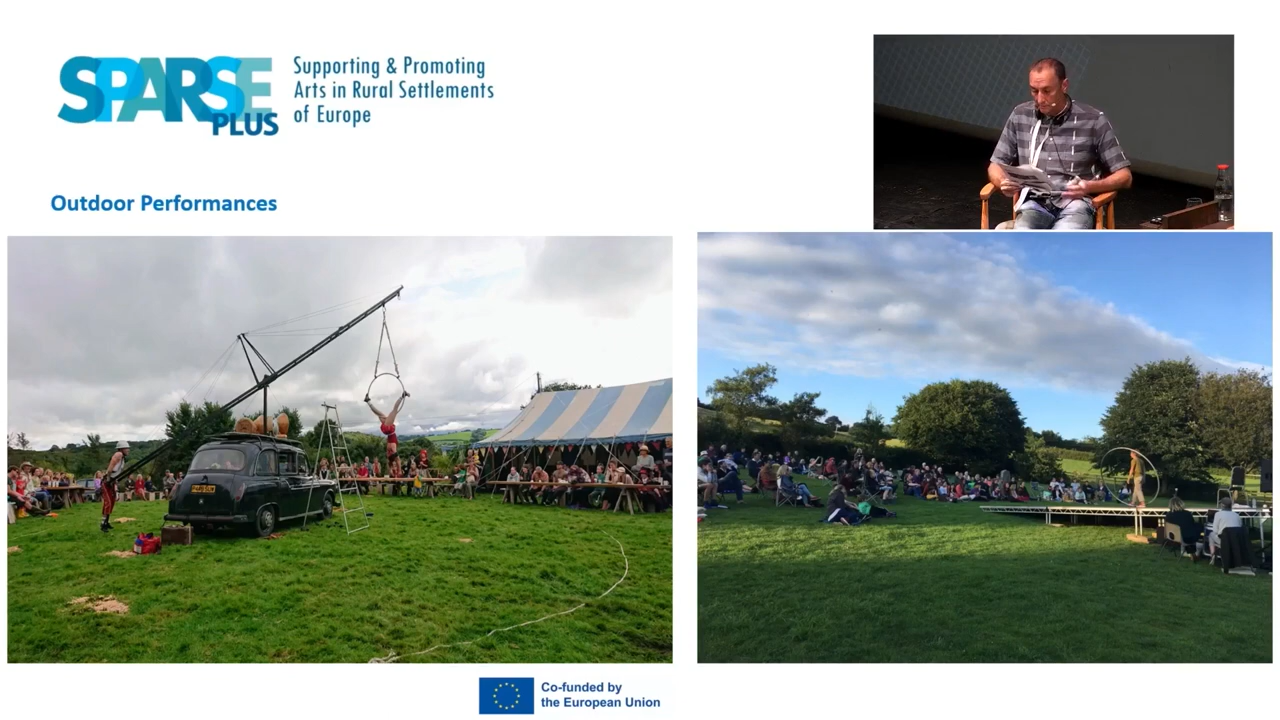 SPARSE
PLUS
Supporting & Promoting
Arts in Rural Settlements
of Europe
Outdoor Performances
Co-funded by
the European Union